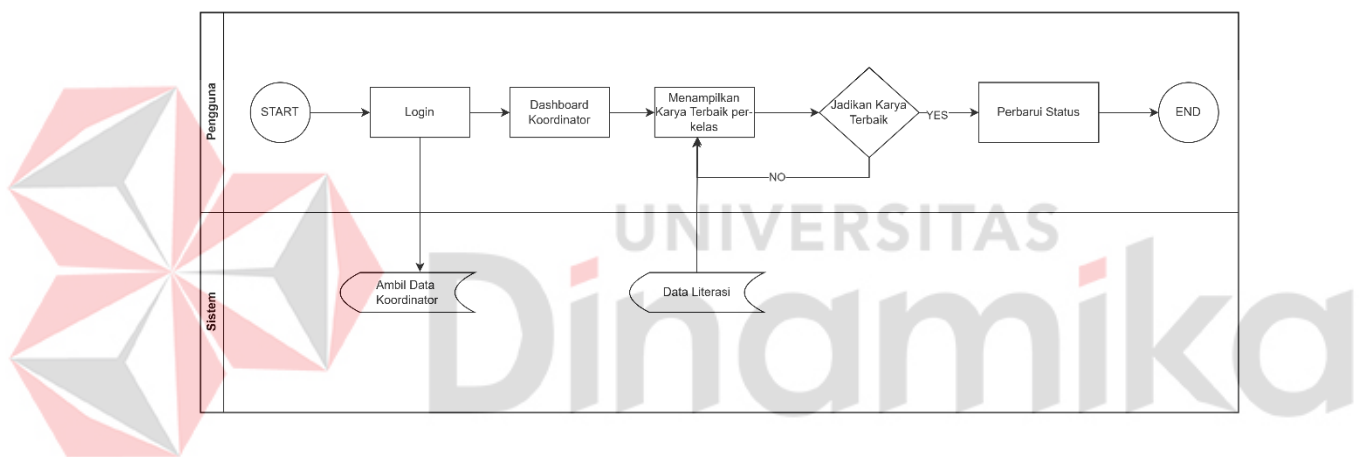 Pengguna
START
Login
Dashboard
Koordinator
Menampilkan
Karya Terbaik per-
kelas
Jadikan Karya
Terbaik
YES
Perbarui Status
END
NO
UNIVERSITAS
Dinamika
Sistem
Ambil Data
Koordinator
Data Literasi